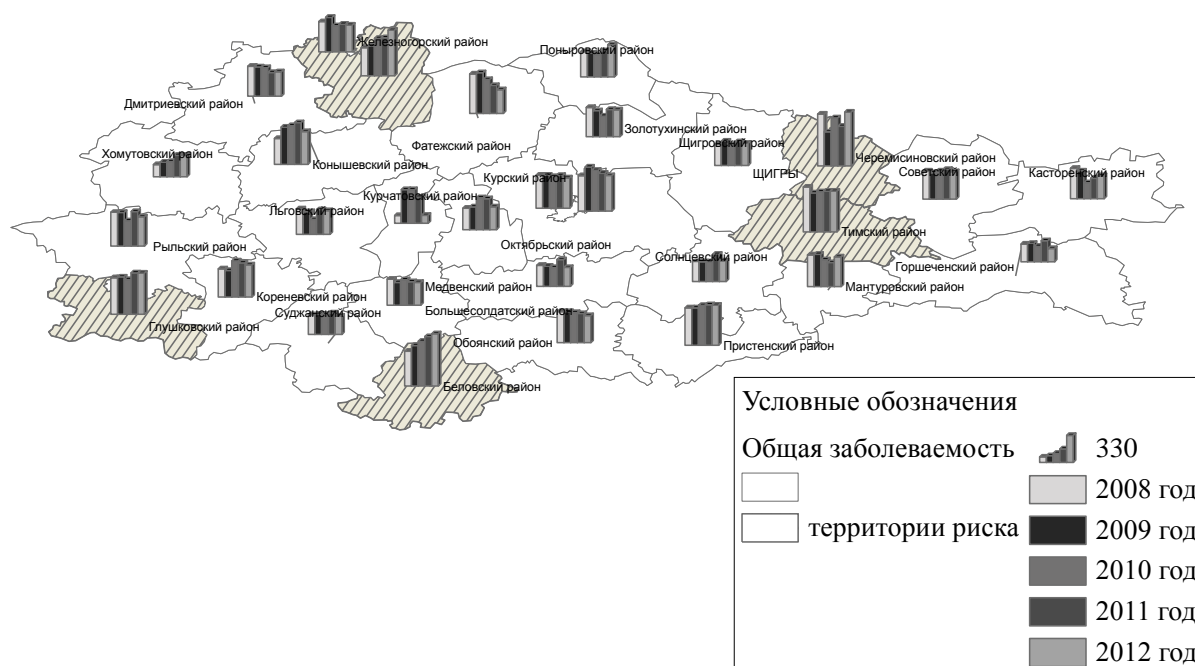 Железногорский район
Поныровский район
Дмитриевский район
Золотухинский район
Фатежский район
Щигровский район
Хомутовский район
Конышевский район
ЩИГРЫ
Черемисиновский район
Советский район
Касторенский район
Курский район
Курчатовский район
Льговский район
Тимский район
Рыльский район
Октябрьский район
Солнцевский район
Горшеченский район
Мантуровский район
Кореневский район
Медвенский район
Суджанский район
Большесолдатский район
Глушковский район
Обоянский район
Пристенский район
Беловский район
Условные обозначения
Общая заболеваемость 330
2008 год
территории риска 2009 год
2010 год
2011 год
2012 год